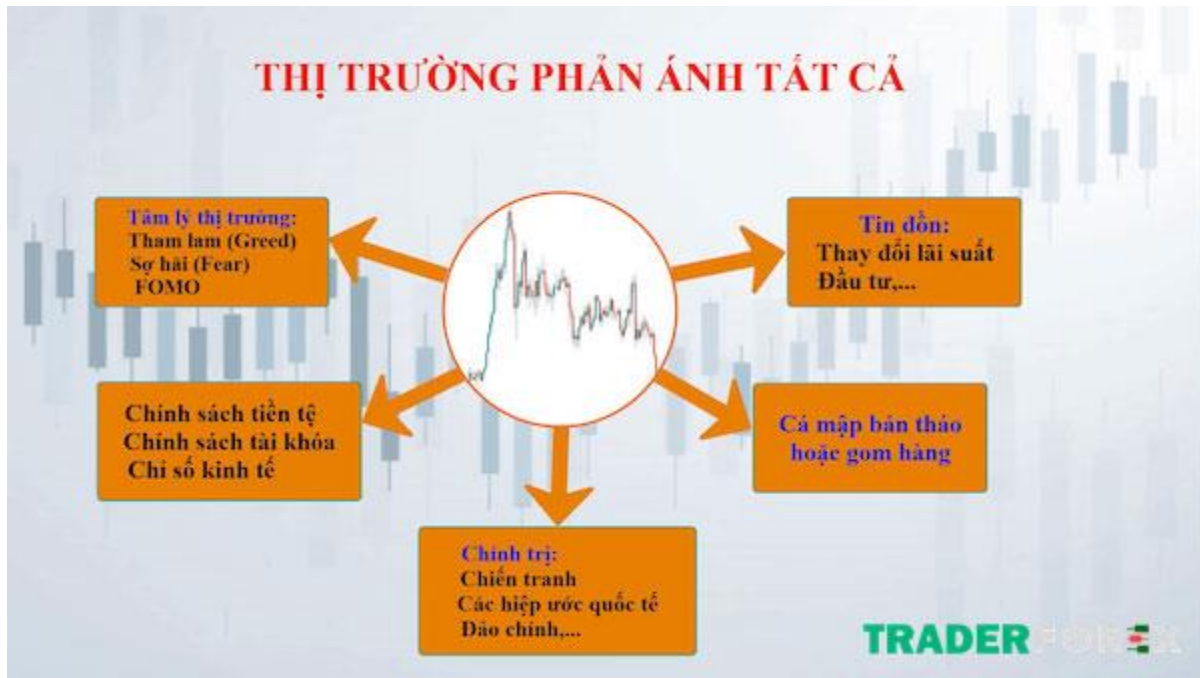 THỊ TRƯỜNG PHẢN ÁNH TẤT CẢ
Tâm lý thị trường:
Tham lam (Greed)
Sợ hãi (Fear)
FOMO
Tin đồn:
Thay đổi lãi suất
Đầu tư,...
Chính sách tiền tệ
Chính sách tài khóa
Chỉ số kinh tế
Cá mập bán tháo
hoặc gom hàng
Chính trị:
Chiến tranh
Các hiệp ước quốc tế
Đảo chính,...
TRADERFOREX